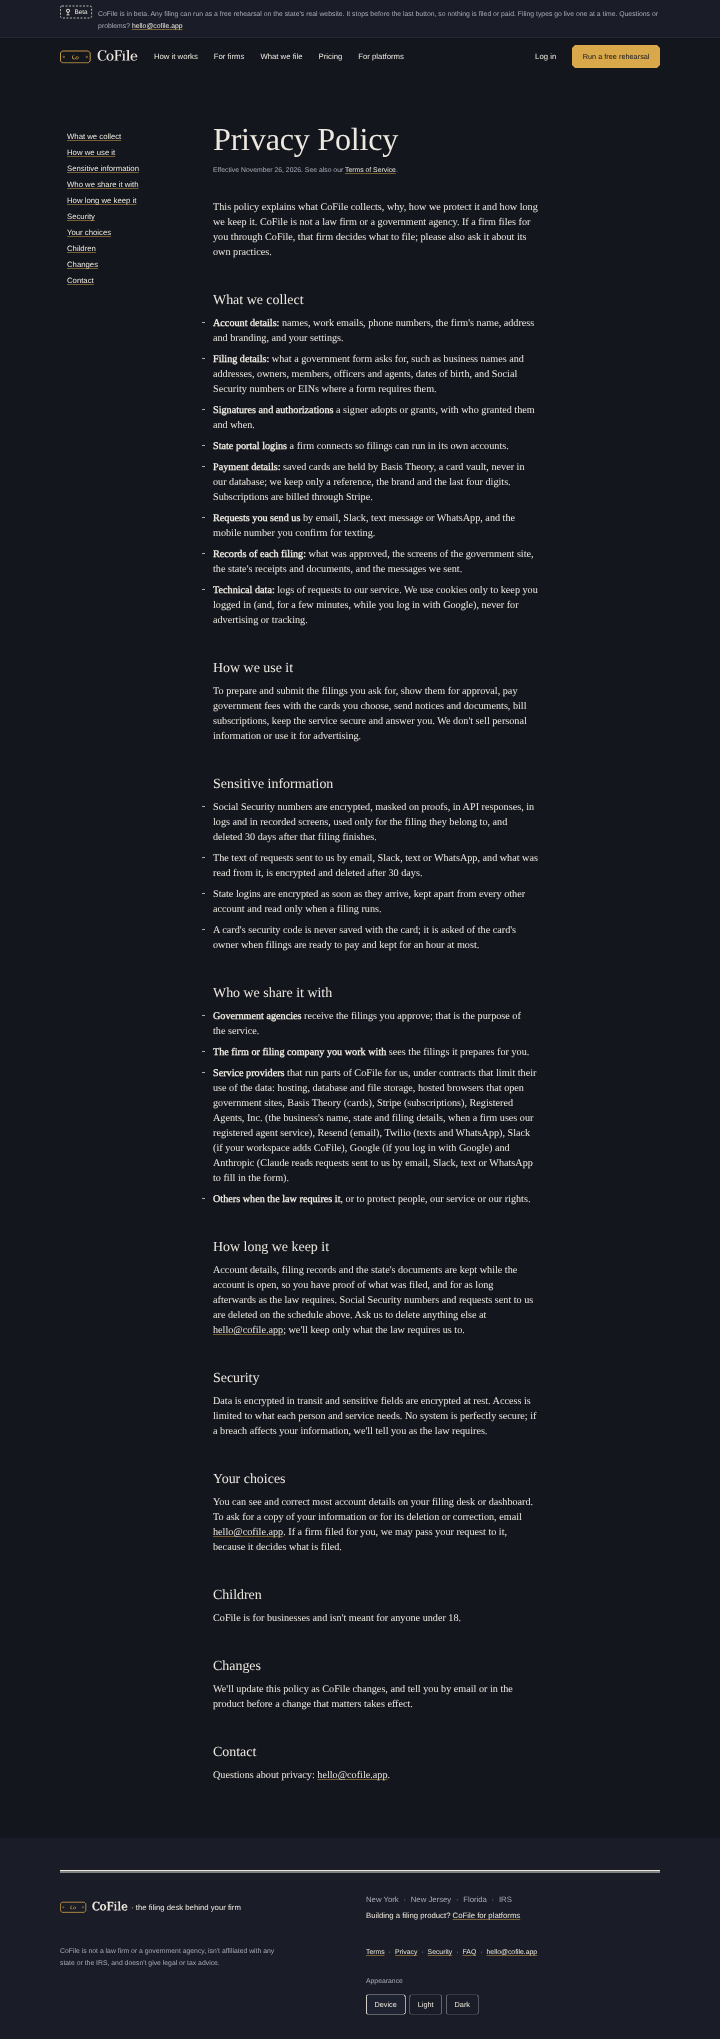 Beta
CoFile is in beta. Any filing can run as a free rehearsal on the state's real website. It stops before the last button, so nothing is filed or paid. Filing types go live one at a time. Questions or
problems? hello@cofile.app
Co CoFile How it works For firms What we file Pricing For platforms Log in Run a free rehearsal
What we collect
How we use it
Sensitive information
Who we share it with
How long we keep it
Security
Your choices
Children
Changes
Contact
Privacy Policy
Effective November 26, 2026. See also our Terms of Service.
This policy explains what CoFile collects, why, how we protect it and how long
we keep it. CoFile is not a law firm or a government agency. If a firm files for
you through CoFile, that firm decides what to file; please also ask it about its
own practices.
What we collect
- Account details: names, work emails, phone numbers, the firm's name, address
and branding, and your settings.
- Filing details: what a government form asks for, such as business names and
addresses, owners, members, officers and agents, dates of birth, and Social
Security numbers or EINs where a form requires them.
- Signatures and authorizations a signer adopts or grants, with who granted them
and when.
- State portal logins a firm connects so filings can run in its own accounts.
- Payment details: saved cards are held by Basis Theory, a card vault, never in
our database; we keep only a reference, the brand and the last four digits.
Subscriptions are billed through Stripe.
- Requests you send us by email, Slack, text message or WhatsApp, and the
mobile number you confirm for texting.
- Records of each filing: what was approved, the screens of the government site,
the state's receipts and documents, and the messages we sent.
- Technical data: logs of requests to our service. We use cookies only to keep you
logged in (and, for a few minutes, while you log in with Google), never for
advertising or tracking.
How we use it
To prepare and submit the filings you ask for, show them for approval, pay
government fees with the cards you choose, send notices and documents, bill
subscriptions, keep the service secure and answer you. We don't sell personal
information or use it for advertising.
Sensitive information
- Social Security numbers are encrypted, masked on proofs, in API responses, in
logs and in recorded screens, used only for the filing they belong to, and
deleted 30 days after that filing finishes.
- The text of requests sent to us by email, Slack, text or WhatsApp, and what was
read from it, is encrypted and deleted after 30 days.
- State logins are encrypted as soon as they arrive, kept apart from every other
account and read only when a filing runs.
- A card's security code is never saved with the card; it is asked of the card's
owner when filings are ready to pay and kept for an hour at most.
Who we share it with
- Government agencies receive the filings you approve; that is the purpose of
the service.
- The firm or filing company you work with sees the filings it prepares for you.
- Service providers that run parts of CoFile for us, under contracts that limit their
use of the data: hosting, database and file storage, hosted browsers that open
government sites, Basis Theory (cards), Stripe (subscriptions), Registered
Agents, Inc. (the business's name, state and filing details, when a firm uses our
registered agent service), Resend (email), Twilio (texts and WhatsApp), Slack
(if your workspace adds CoFile), Google (if you log in with Google) and
Anthropic (Claude reads requests sent to us by email, Slack, text or WhatsApp
to fill in the form).
- Others when the law requires it, or to protect people, our service or our rights.
How long we keep it
Account details, filing records and the state's documents are kept while the
account is open, so you have proof of what was filed, and for as long
afterwards as the law requires. Social Security numbers and requests sent to us
are deleted on the schedule above. Ask us to delete anything else at
hello@cofile.app; we'll keep only what the law requires us to.
Security
Data is encrypted in transit and sensitive fields are encrypted at rest. Access is
limited to what each person and service needs. No system is perfectly secure; if
a breach affects your information, we'll tell you as the law requires.
Your choices
You can see and correct most account details on your filing desk or dashboard.
To ask for a copy of your information or for its deletion or correction, email
hello@cofile.app. If a firm filed for you, we may pass your request to it,
because it decides what is filed.
Children
CoFile is for businesses and isn't meant for anyone under 18.
Changes
We'll update this policy as CoFile changes, and tell you by email or in the
product before a change that matters takes effect.
Contact
Questions about privacy: hello@cofile.app.
Co CoFile · the filing desk behind your firm
CoFile is not a law firm or a government agency, isn't affiliated with any
state or the IRS, and doesn't give legal or tax advice.
New York · New Jersey · Florida · IRS
Building a filing product? CoFile for platforms
Terms · Privacy · Security · FAQ · hello@cofile.app
Appearance
Device Light Dark